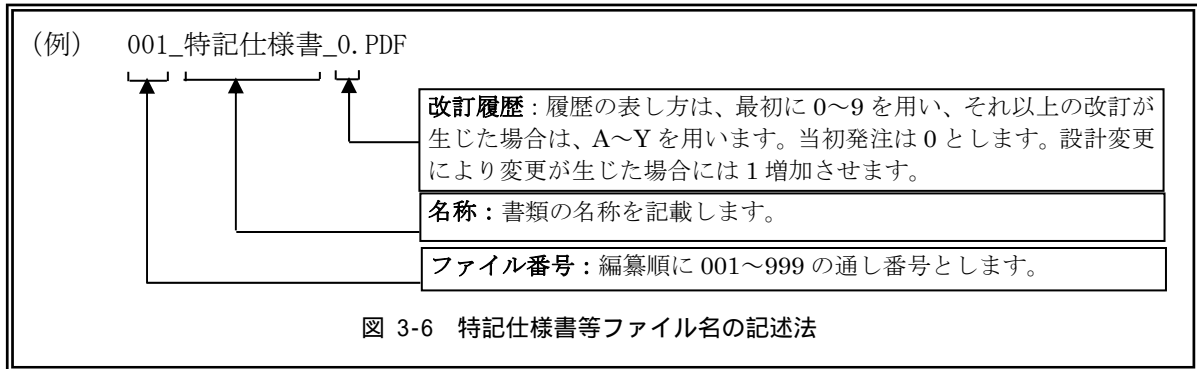 （例）　001_特記仕様書_0.PDF
改訂履歴：履歴の表し方は、最初に 0～9 を用い、それ以上の改訂が
生じた場合は、A～Y を用います。当初発注は 0 とします。設計変更
により変更が生じた場合には 1 増加させます。
名称：書類の名称を記載します。
ファイル番号：編纂順に 001～999 の通し番号とします。
図 3-6　特記仕様書等ファイル名の記述法